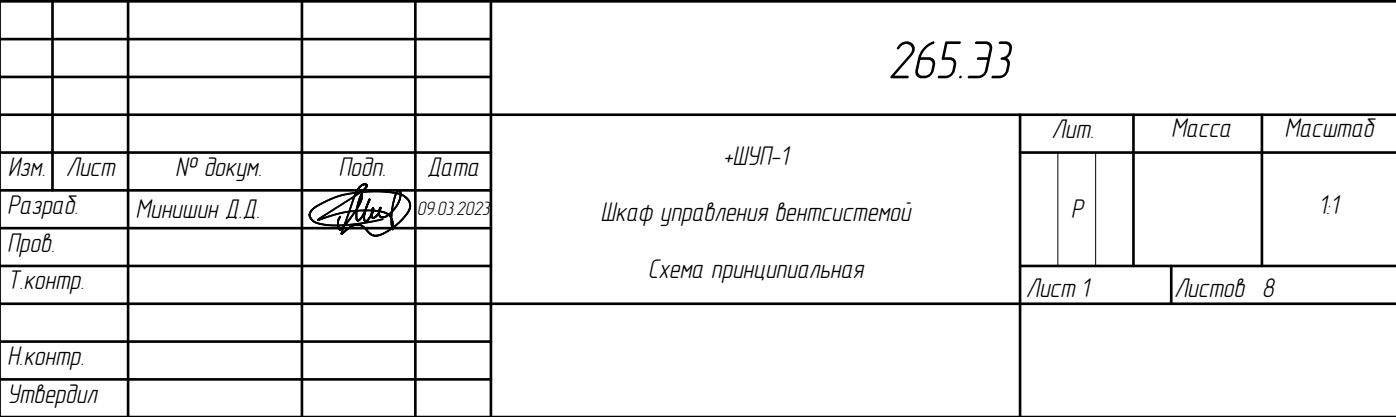 265.ЭЗ
Лит. Масса Масштаб
+ШУП-1
Изм. Лист № докум. Подп. Дата
Разраб. Минишин Д.Д. 09.03.2023
Шкаф управления вентсистемой
Р 1:1
Пров.
Схема принципиальная
Т.контр.
Лист 1 Листов 8
Н.контр.
Утвердил